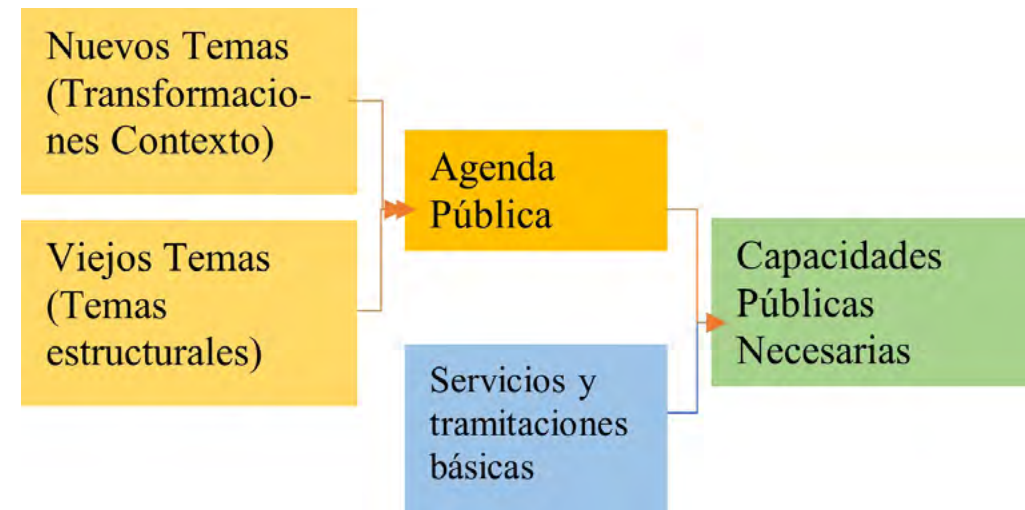 Nuevos Temas
(Transformacio-
nes Contexto)
Viejos Temas
(Temas
estructurales)
Agenda
Pública
Servicios y
tramitaciones
básicas
Capacidades
Públicas
Necesarias